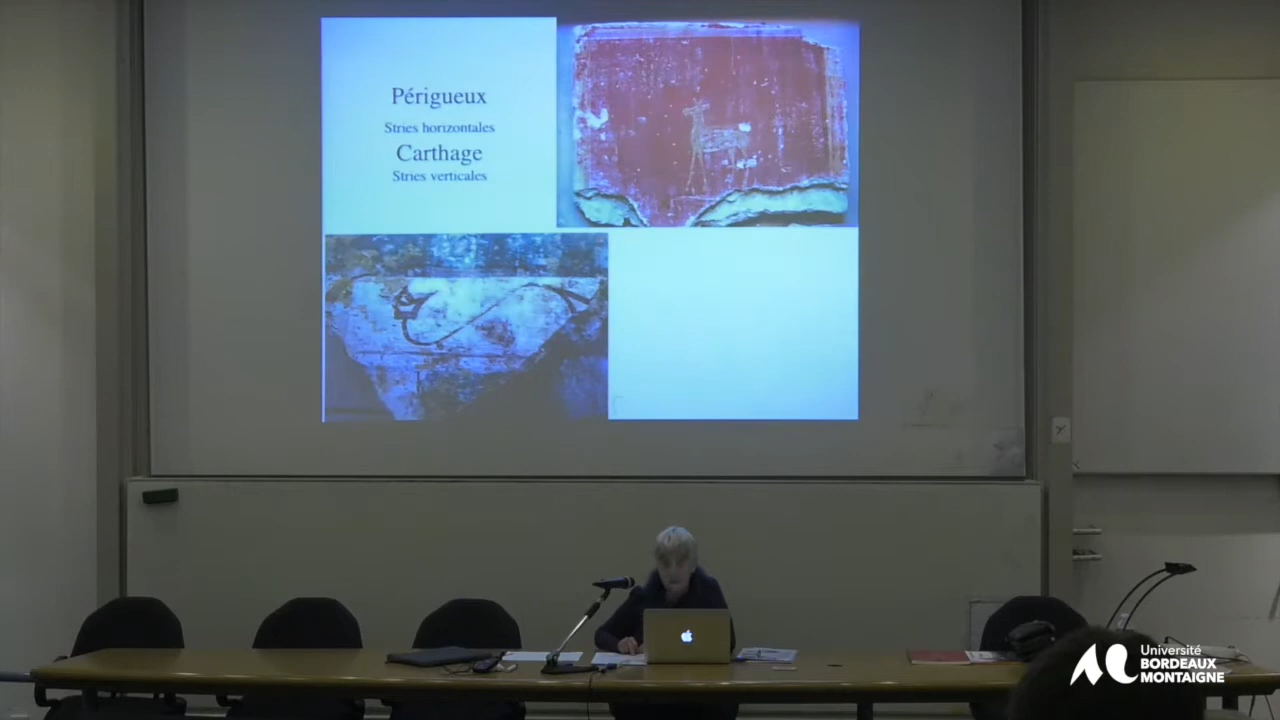 Périgueux
Stries horizontales
Carthage
Stries verticales
Université
BORDEAUX
MONTAIGNE